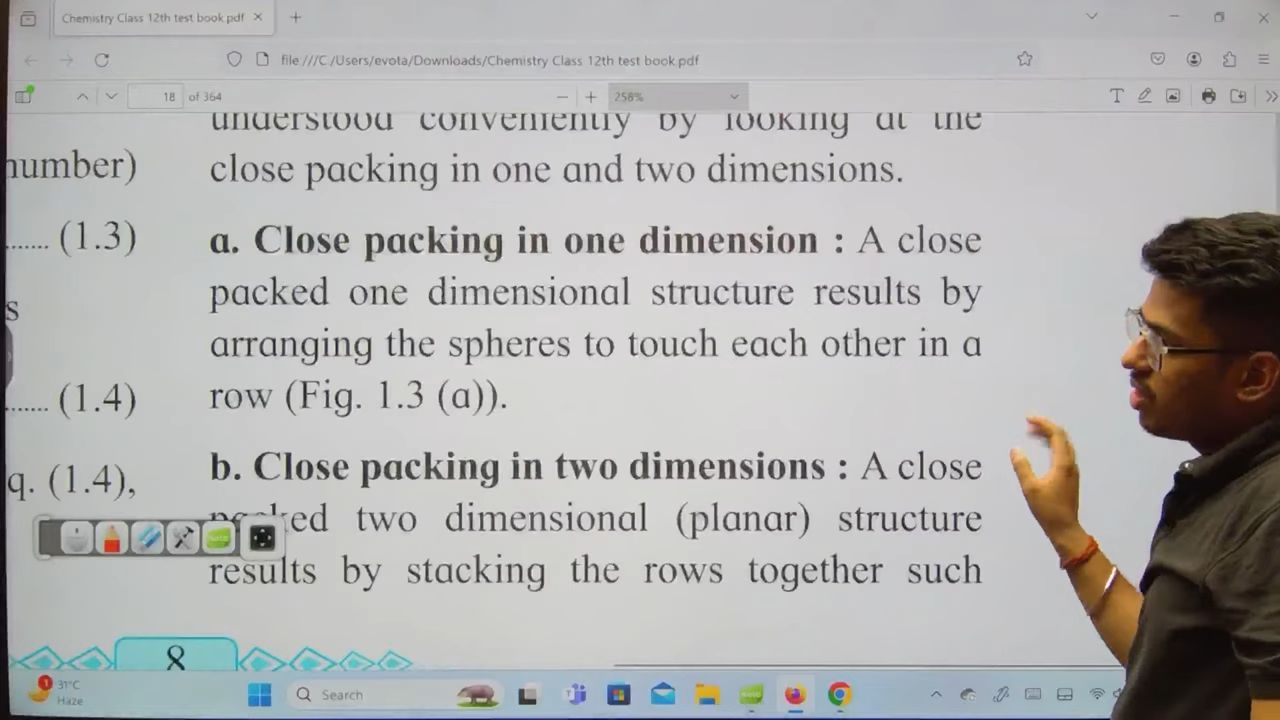 Chemistry Class 12th test book.pdf
file:///C:/Users/evota/Downloads/Chemistry Class 12th test book.pdf
18 of 364
258%
understood conveniently by looking at the
number)
close packing in one and two dimensions.
....... (1.3)
a. Close packing in one dimension : A close
packed one dimensional structure results by
s
arranging the spheres to touch each other in a
....... (1.4)
row (Fig. 1.3 (a)).
q. (1.4),
b. Close packing in two dimensions : A close
packed two dimensional (planar) structure
results by stacking the rows together such
8
1
31°C
Haze
Search